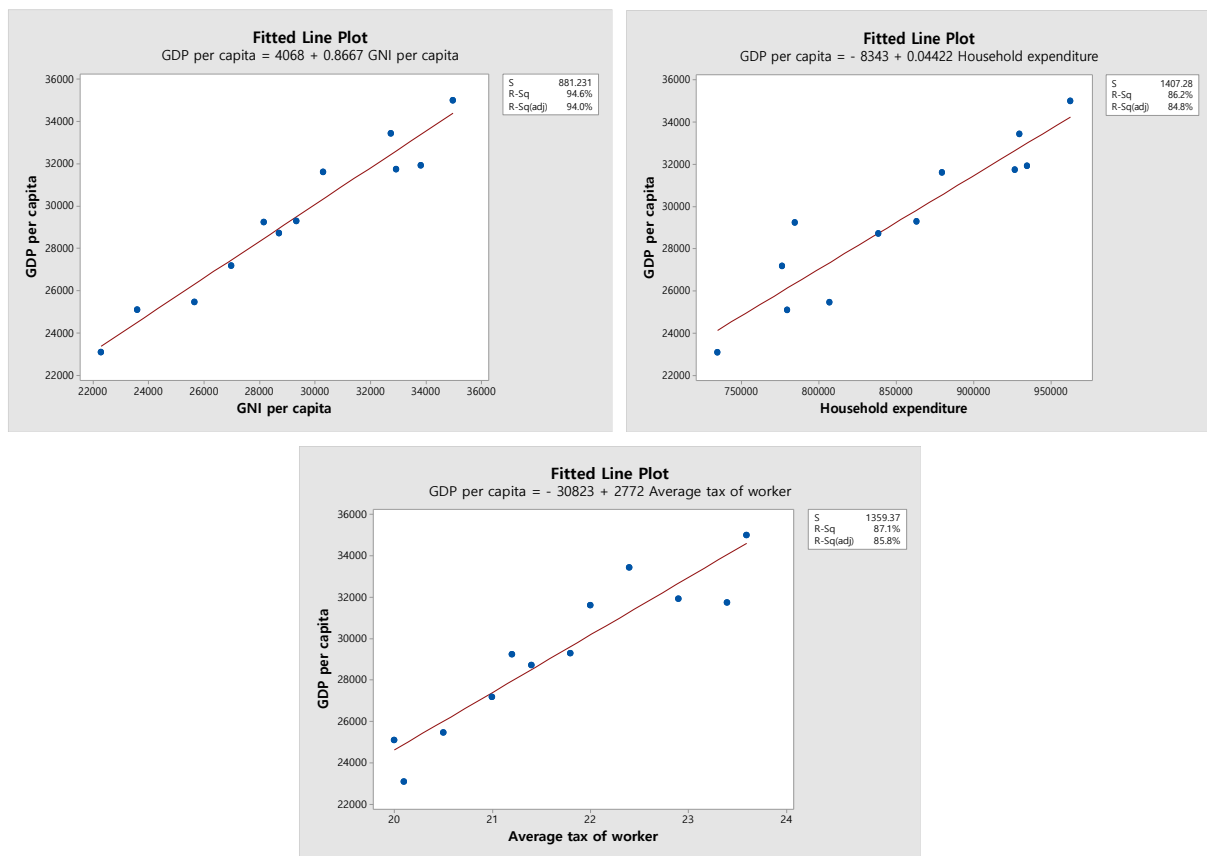 Fitted Line Plot
GDP per capita = 4068 + 0.8667 GNI per capita
S 881.231
R-Sq 94.6%
R-Sq(adj) 94.0%
36000
34000
32000
30000
28000
26000
24000
22000
GDP per capita
22000 24000 26000 28000 30000 32000 34000 36000
GNI per capita
Fitted Line Plot
GDP per capita = - 8343 + 0.04422 Household expenditure
S 1407.28
R-Sq 86.2%
R-Sq(adj) 84.8%
36000
34000
32000
30000
28000
26000
24000
22000
GDP per capita
750000 800000 850000 900000 950000
Household expenditure
Fitted Line Plot
GDP per capita = - 30823 + 2772 Average tax of worker
S 1359.37
R-Sq 87.1%
R-Sq(adj) 85.8%
36000
34000
32000
30000
28000
26000
24000
22000
GDP per capita
20 21 22 23 24
Average tax of worker